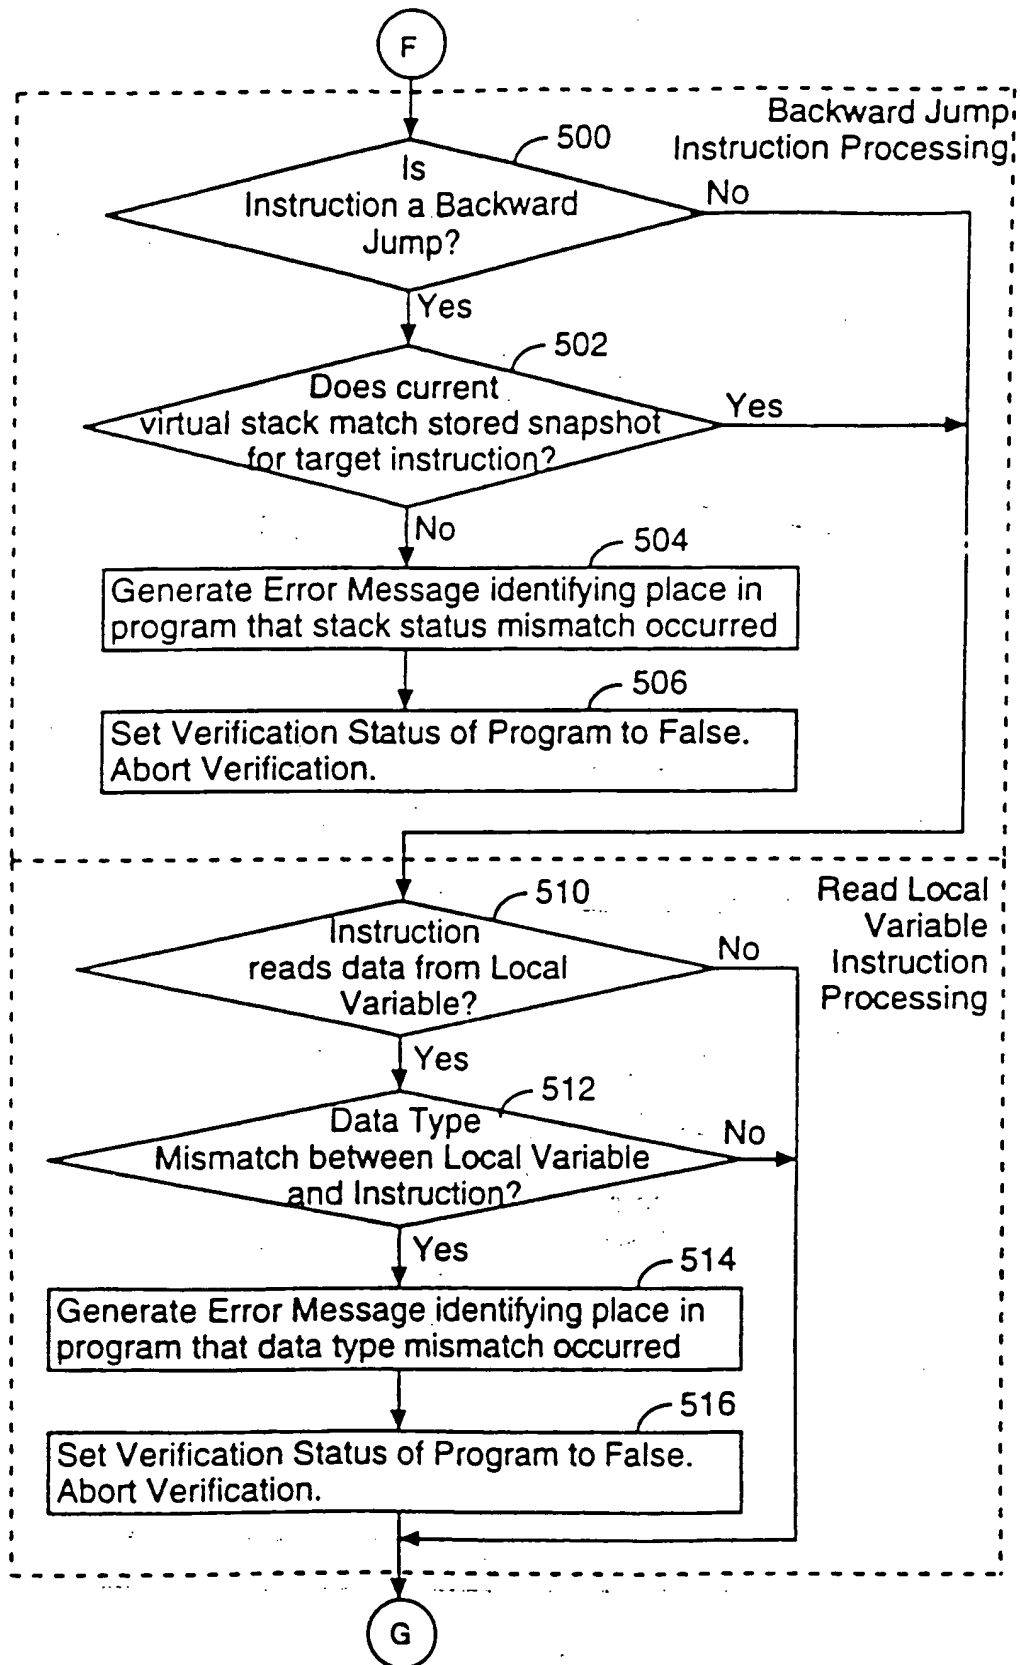 F
Backward Jump
Instruction Processing
500
Is
Instruction a Backward
Jump?
No
Yes
502
Does current
virtual stack match stored snapshot
for target instruction?
Yes
No
504
Generate Error Message identifying place in
program that stack status mismatch occurred
506
Set Verification Status of Program to False.
Abort Verification.
Read Local
Variable
Instruction
Processing
510
Instruction
reads data from Local
Variable?
No
Yes
512
Data Type
Mismatch between Local Variable
and Instruction?
No
Yes
514
Generate Error Message identifying place in
program that data type mismatch occurred
516
Set Verification Status of Program to False.
Abort Verification.
G